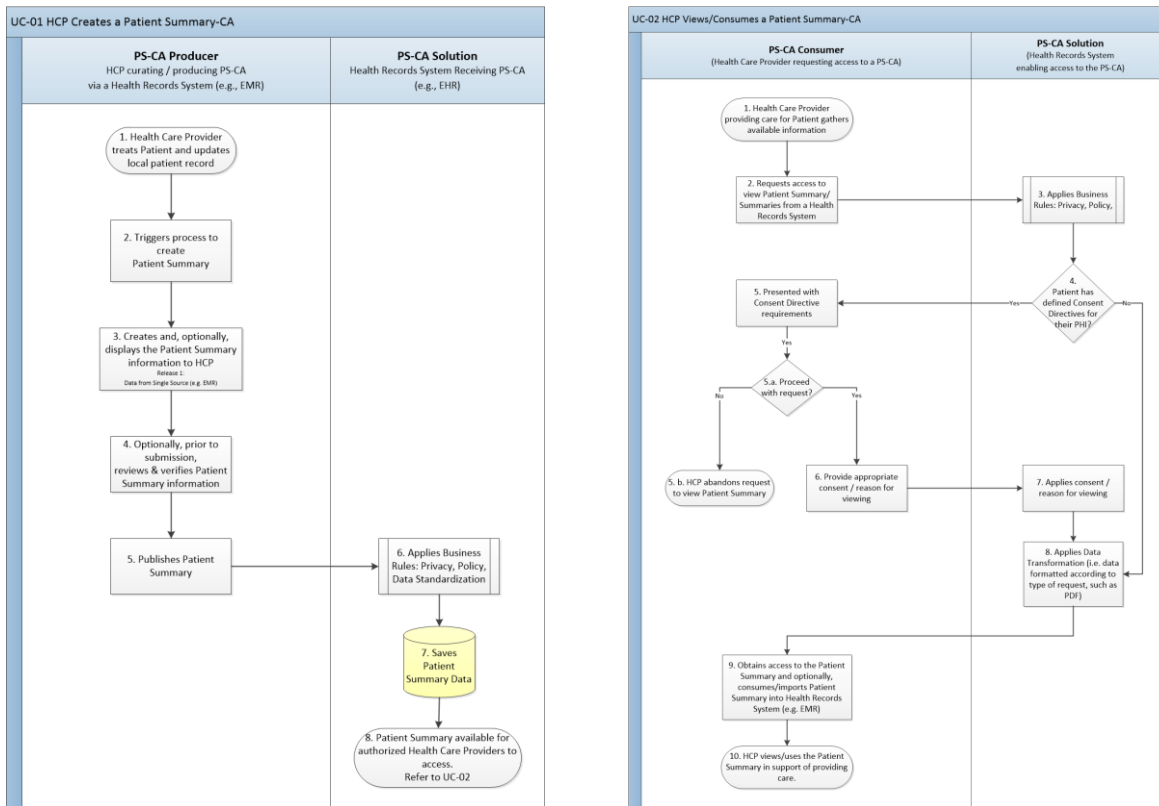 UC-01 HCP Creates a Patient Summary-CA
PS-CA Producer
HCP curating / producing PS-CA
via a Health Records System (e.g., EMR)
PS-CA Solution
Health Records System Receiving PS-CA
(e.g., EHR)
1. Health Care Provider
treats Patient and updates
local patient record
2. Triggers process to
create
Patient Summary
3. Creates and, optionally,
displays the Patient Summary
information to HCP
Release 1:
Data from Single Source (e.g. EMR)
4. Optionally, prior to
submission,
reviews & verifies Patient
Summary information
5. Publishes Patient
Summary
6. Applies Business
Rules: Privacy, Policy,
Data Standardization
7. Saves
Patient
Summary Data
8. Patient Summary available for
authorized Health Care Providers to
access.
Refer to UC-02
UC-02 HCP Views/Consumes a Patient Summary-CA
PS-CA Consumer
(Health Care Provider requesting access to a PS-CA)
PS-CA Solution
(Health Records System
enabling access to the PS-CA)
1. Health Care Provider
providing care for Patient gathers
available information
2. Requests access to
view Patient Summary/
Summaries from a Health
Records System
3. Applies Business
Rules: Privacy, Policy,
4.
Patient has
defined Consent
Directives for
their PHI?
Yes
No
5. Presented with
Consent Directive
requirements
Yes
5.a. Proceed
with request?
No
Yes
5. b. HCP abandons request
to view Patient Summary
6. Provide appropriate
consent / reason for
viewing
7. Applies consent /
reason for viewing
8. Applies Data
Transformation (i.e. data
formatted according to
type of request, such as
PDF)
9. Obtains access to the Patient
Summary and optionally,
consumes/imports Patient
Summary into Health Records
System (e.g. EMR)
10. HCP views/uses the Patient
Summary in support of providing
care.